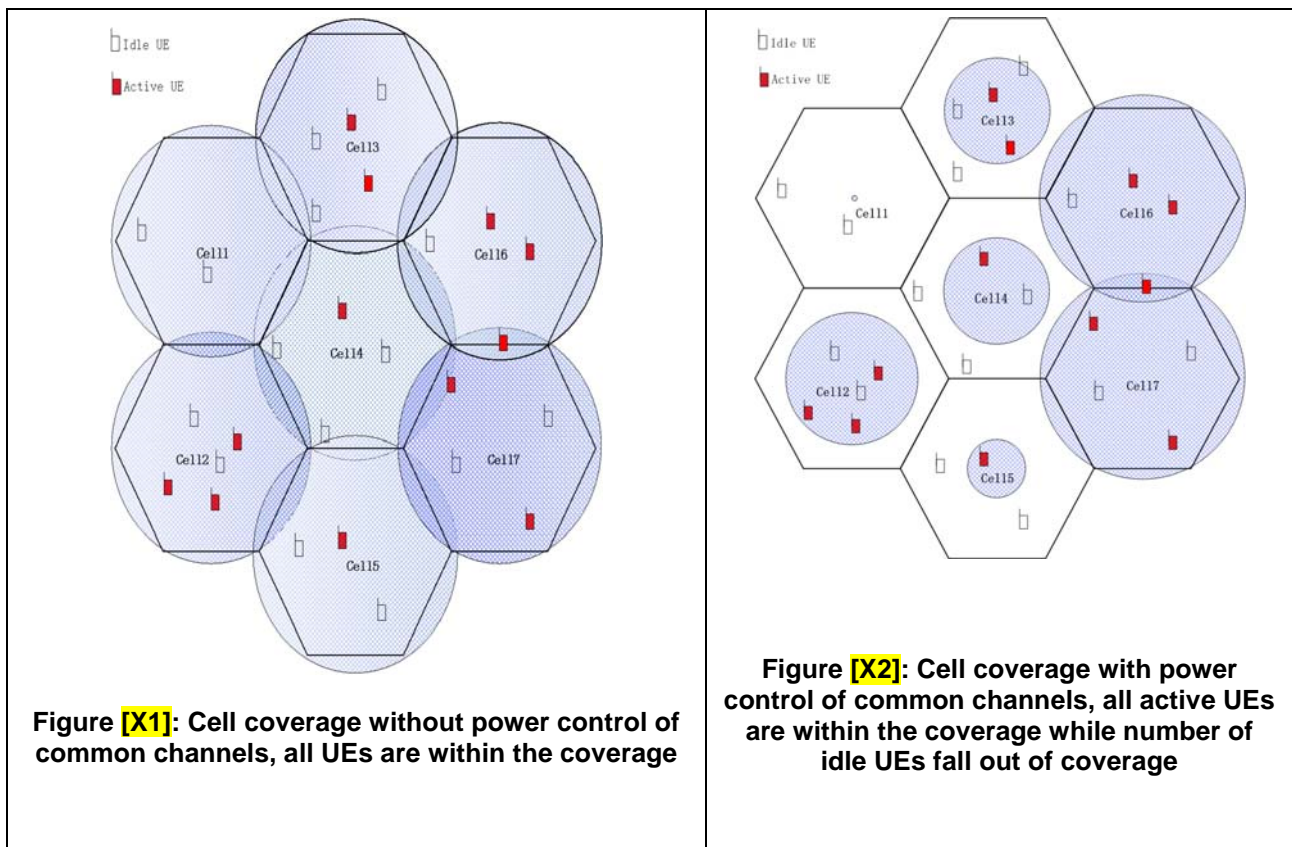 Idle UE
Active UE
Cell3
Cell1
Cell6
Cell4
Cell2
Cell7
Cell5
Figure [X1]: Cell coverage without power control of
common channels, all UEs are within the coverage
Idle UE
Active UE
Cell3
Cell1
Cell6
Cell4
Cell2
Cell7
Cell5
Figure [X2]: Cell coverage with power
control of common channels, all active UEs
are within the coverage while number of
idle UEs fall out of coverage